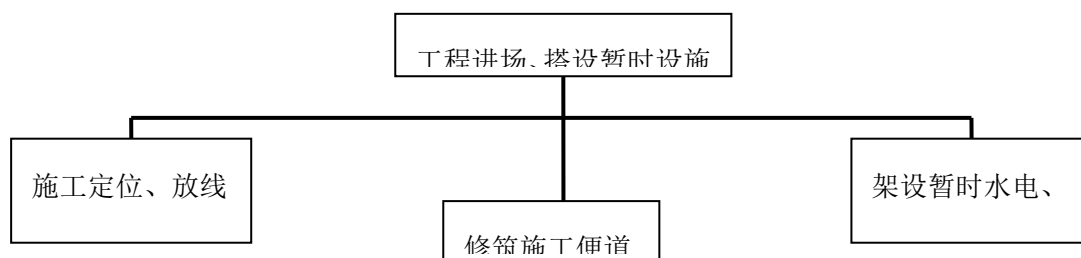 工程进场、搭设暂时设施
施工定位、放线
架设暂时水电、
修筑施工便道